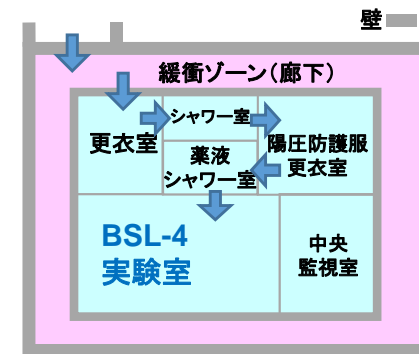 壁
緩衝ゾーン（廊下）
更衣室
シャワー室
薬液
シャワー室
陽圧防護服
更衣室
BSL-4
実験室
中央
監視室